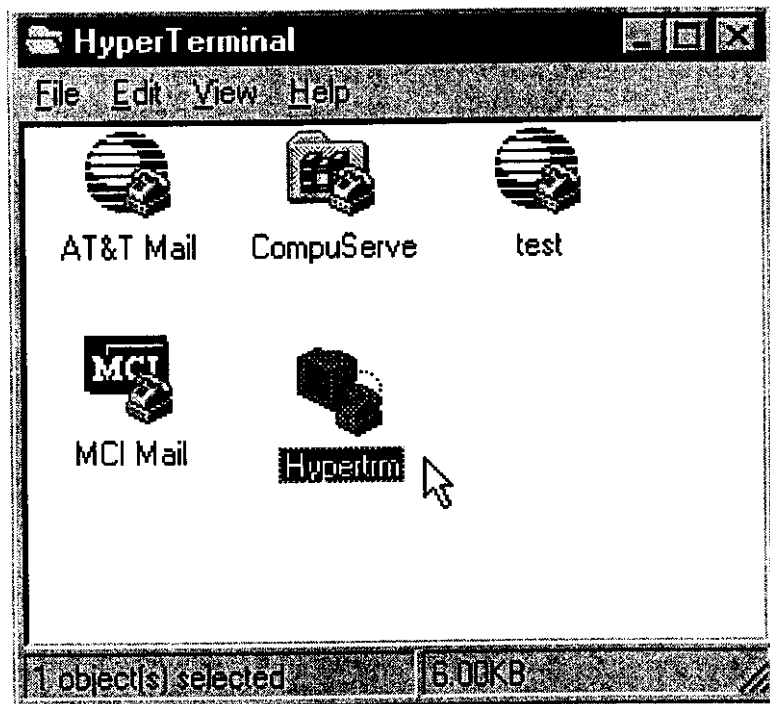 HyperTerminal
File Edit View Help
AT&T Mail CompuServe test
MCI
MCI Mail Hypertrm
1 object(s) selected 6.00KB